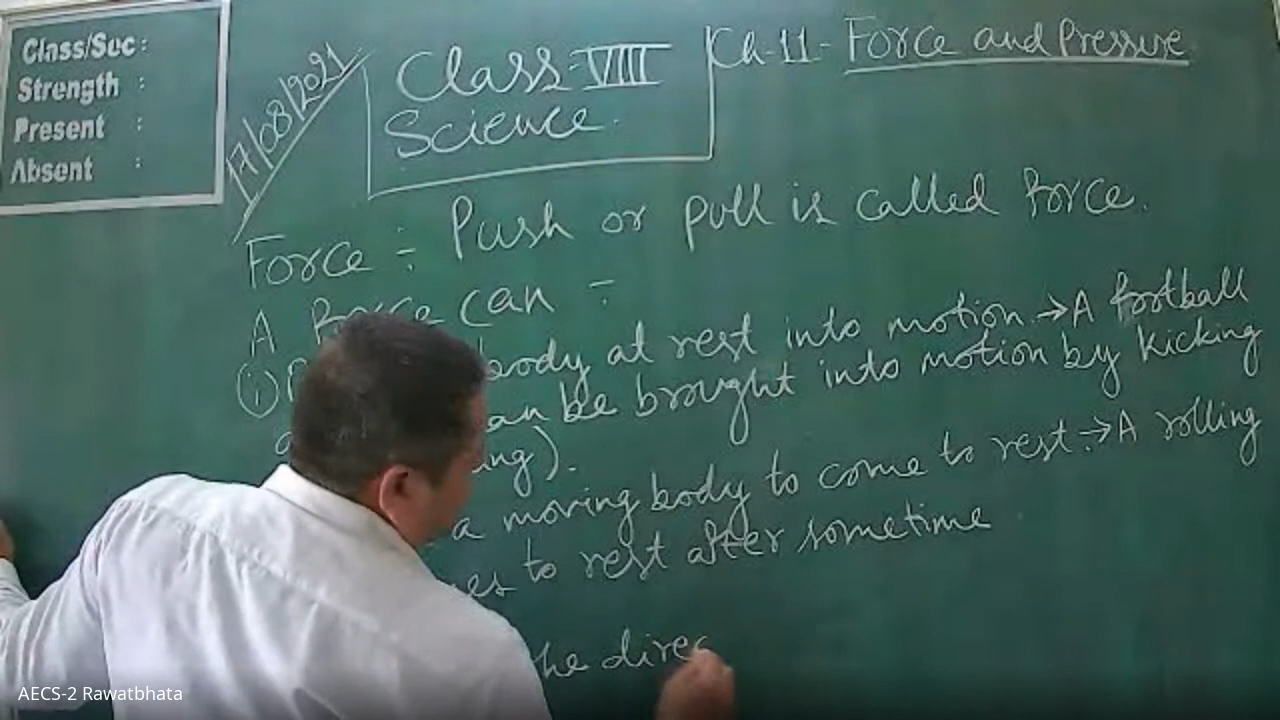 Class/Sec :
Strength :
Present :
Absent :
17/08/2021
Class-VIII
Science.
Ch-11- Force and Pressure
Force :- Push or pull is called force.
A Force can :-
(i) body at rest into motion.→A football
an be brought into motion by kicking
ing).
a moving body to come to rest.→A rolling
es to rest after sometime
he direc
AECS-2 Rawatbhata